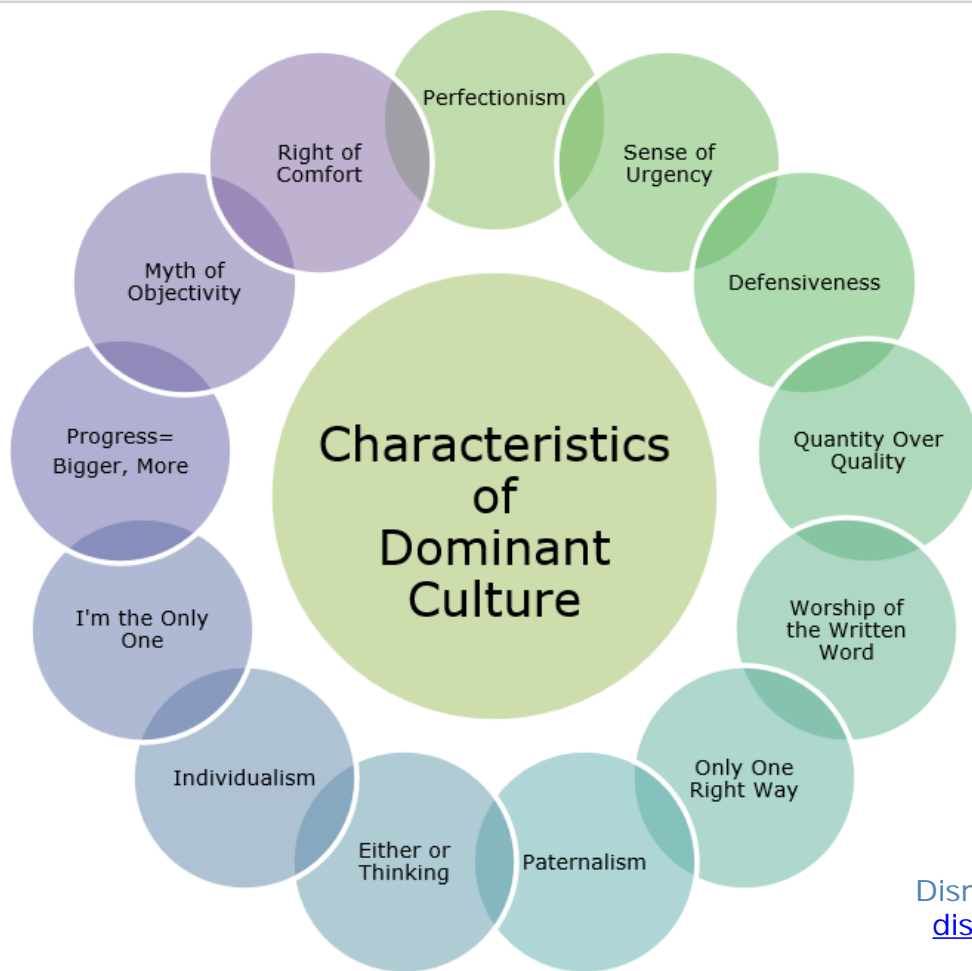 Perfectionism
Sense of
Urgency
Defensiveness
Quantity Over
Quality
Worship of
the Written
Word
Only One
Right Way
Paternalism
Either or
Thinking
Individualism
I'm the Only
One
Progress=
Bigger, More
Myth of
Objectivity
Right of
Comfort
Characteristics
of
Dominant
Culture